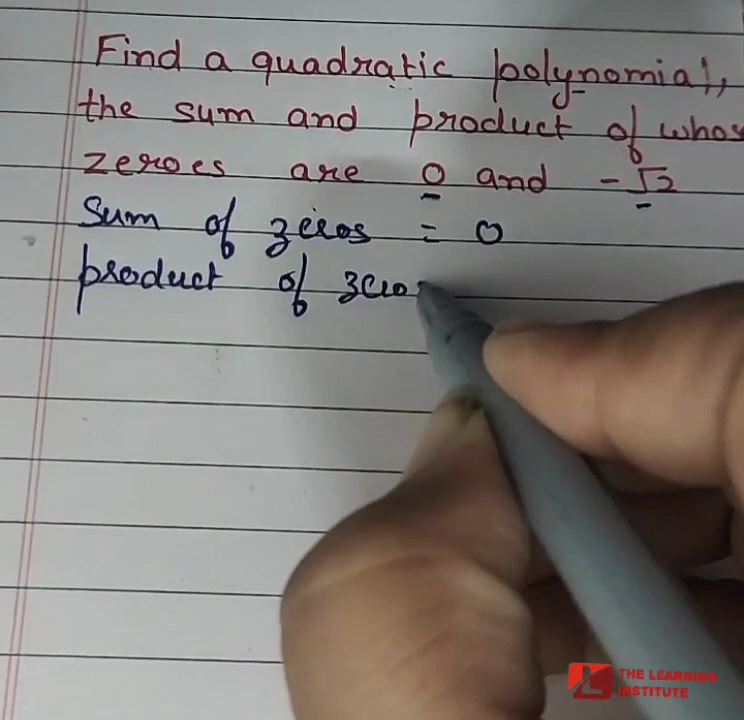 Find a quadratic polynomial,
the sum and product of whos
zeroes are 0 and -√2
Sum of zeros = 0
product of zeros
THE LEARNING
INSTITUTE